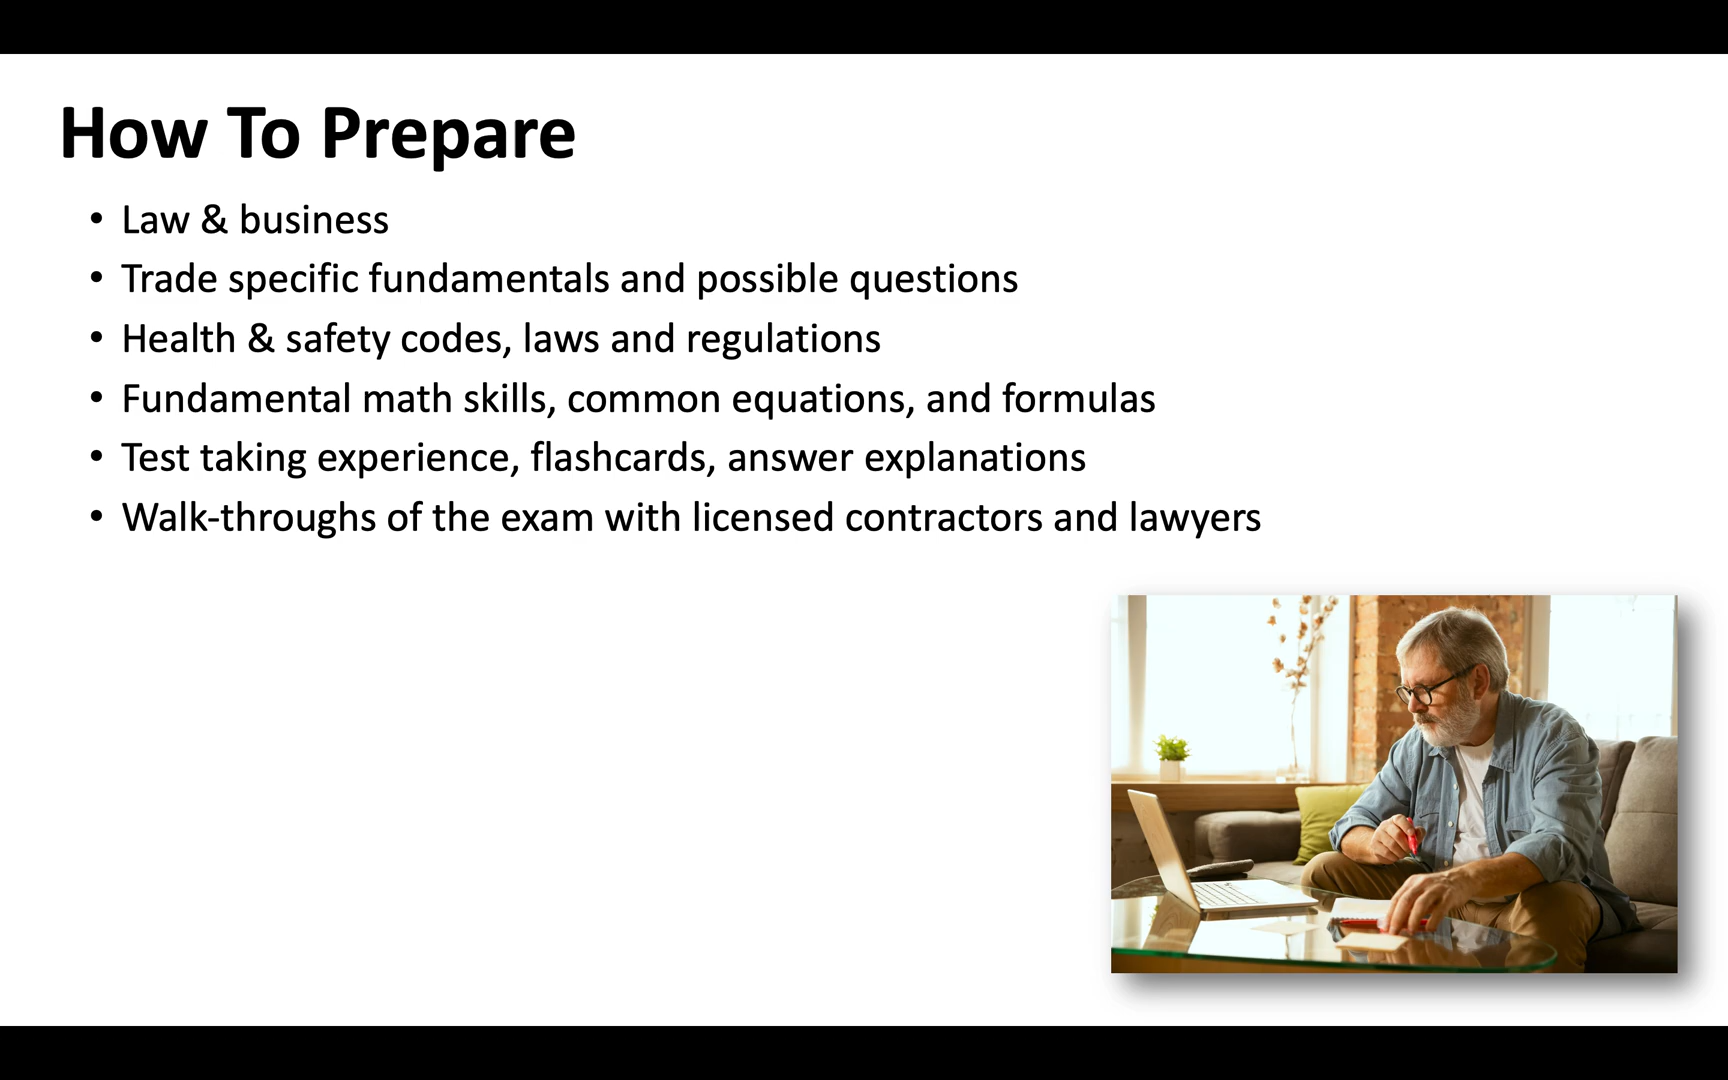 How To Prepare
• Law & business
• Trade specific fundamentals and possible questions
• Health & safety codes, laws and regulations
• Fundamental math skills, common equations, and formulas
• Test taking experience, flashcards, answer explanations
• Walk-throughs of the exam with licensed contractors and lawyers